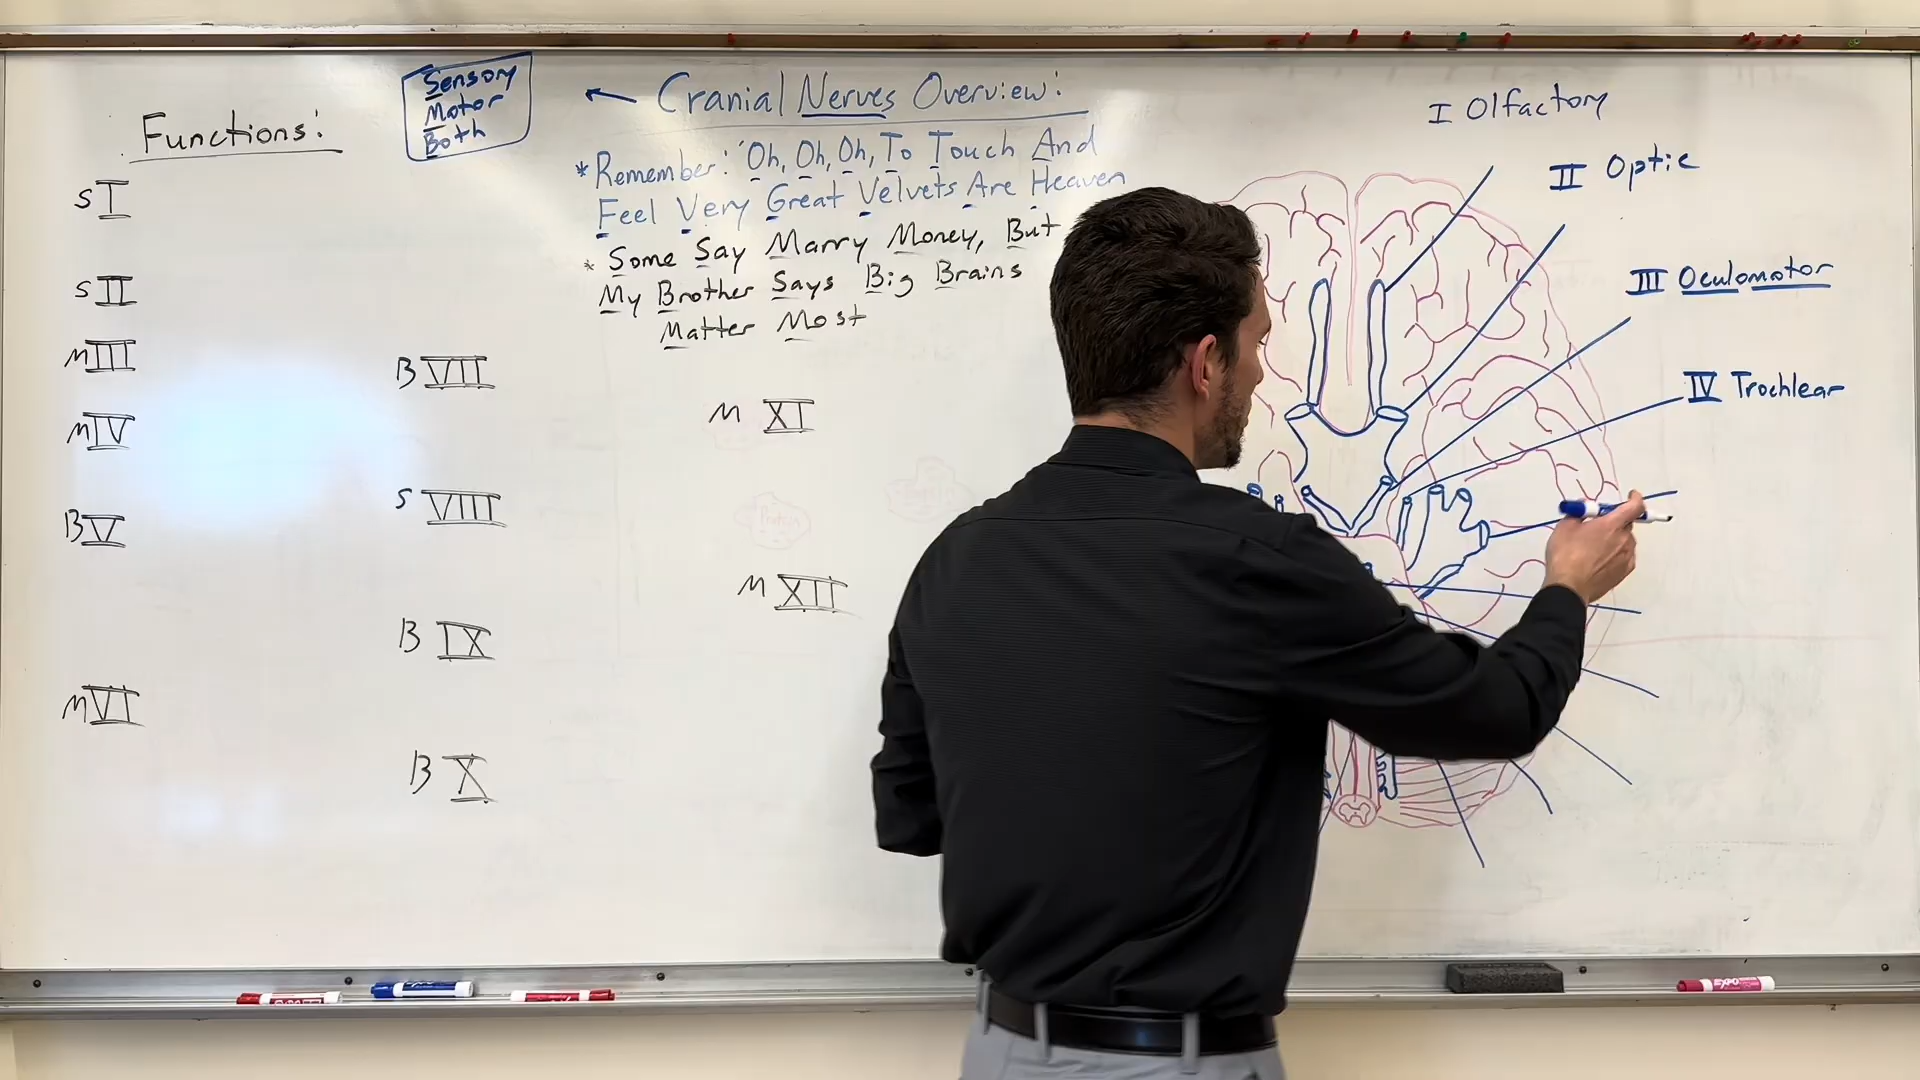 Functions:
Sensory
Motor
Both
Cranial Nerves Overview:
*Remember: "Oh, Oh, Oh, To Touch And
Feel Very Great Velvets Are Heaven
* Some Say Marry Money, But
My Brother Says Big Brains
Matter Most
S I
S II
M III
M IV
B V
M VI
B VII
S VIII
B IX
B X
M XI
M XII
I Olfactory
II Optic
III Oculomotor
IV Trochlear
Protein
EXPO